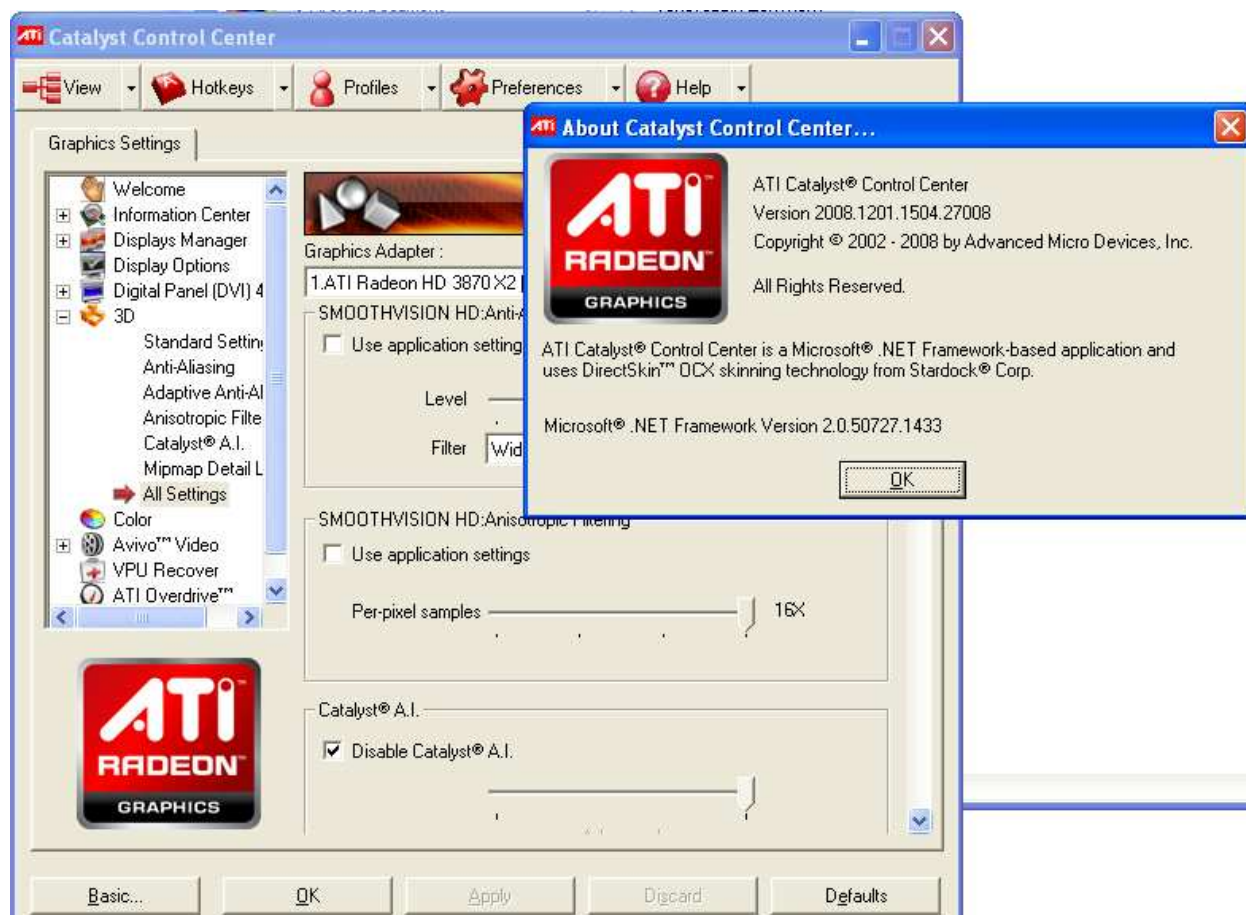 Catalyst Control Center
View
Hotkeys
Profiles
Preferences
Help
Graphics Settings
Welcome
Information Center
Displays Manager
Display Options
Digital Panel (DVI) 4
3D
Standard Settin
Anti-Aliasing
Adaptive Anti-Al
Anisotropic Filte
Catalyst® A.I.
Mipmap Detail L
All Settings
Color
Avivo™ Video
VPU Recover
ATI Overdrive™
ATI
RADEON™
GRAPHICS
Graphics Adapter :
1.ATI Radeon HD 3870 X2
SMOOTHVISION HD:Anti-A
Use application setting
Level
Filter
Wid
SMOOTHVISION HD:Anisotropic Filtering
Use application settings
Per-pixel samples
16X
Catalyst® A.I.
Disable Catalyst® A.I.
Basic...
OK
Apply
Discard
Defaults
ATI About Catalyst Control Center...
ATI
RADEON™
GRAPHICS
ATI Catalyst® Control Center
Version 2008.1201.1504.27008
Copyright © 2002 - 2008 by Advanced Micro Devices, Inc.
All Rights Reserved.
ATI Catalyst® Control Center is a Microsoft® .NET Framework-based application and
uses DirectSkin™ OCX skinning technology from Stardock® Corp.
Microsoft® .NET Framework Version 2.0.50727.1433
OK